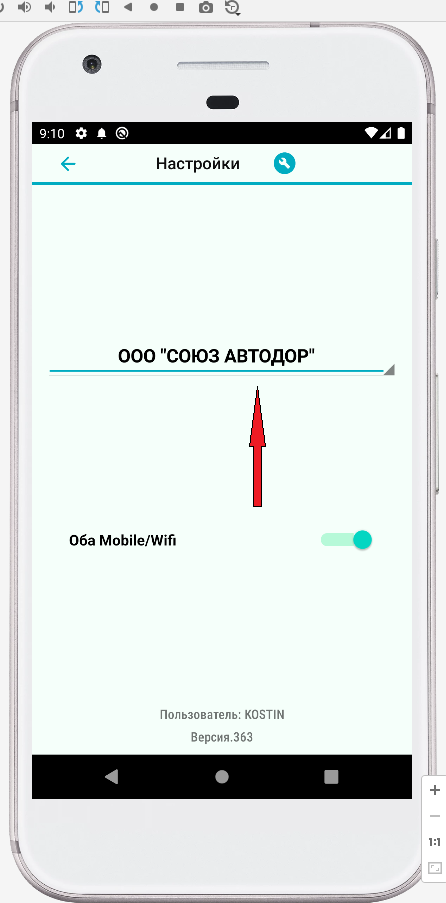 9:10
Настройки
ООО "СОЮЗ АВТОДОР"
Оба Mobile/Wifi
Пользователь: KOSTIN
Версия.363
1:1